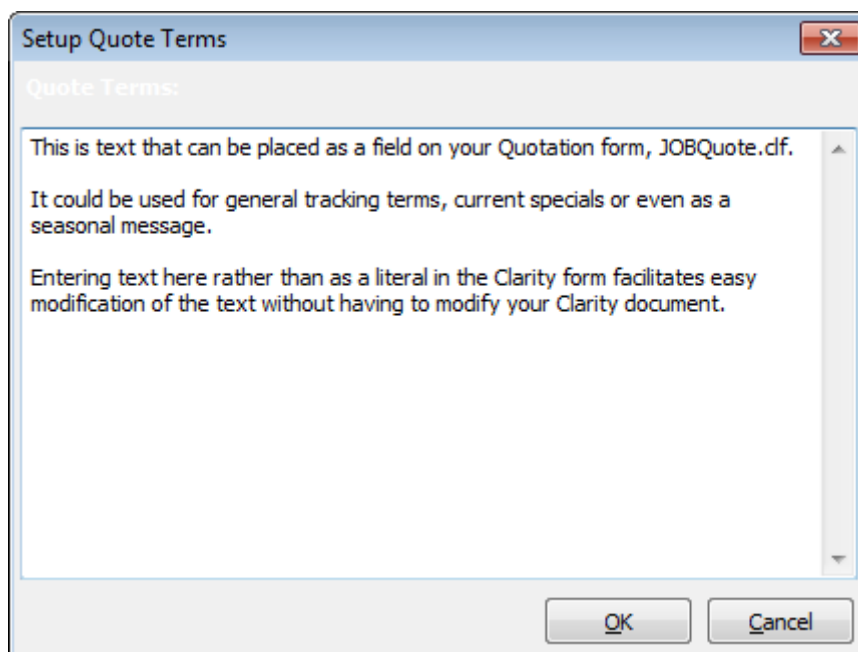 Setup Quote Terms
Quote Terms:
This is text that can be placed as a field on your Quotation form, JOBQuote.clf.
It could be used for general tracking terms, current specials or even as a
seasonal message.
Entering text here rather than as a literal in the Clarity form facilitates easy
modification of the text without having to modify your Clarity document.
OK
Cancel